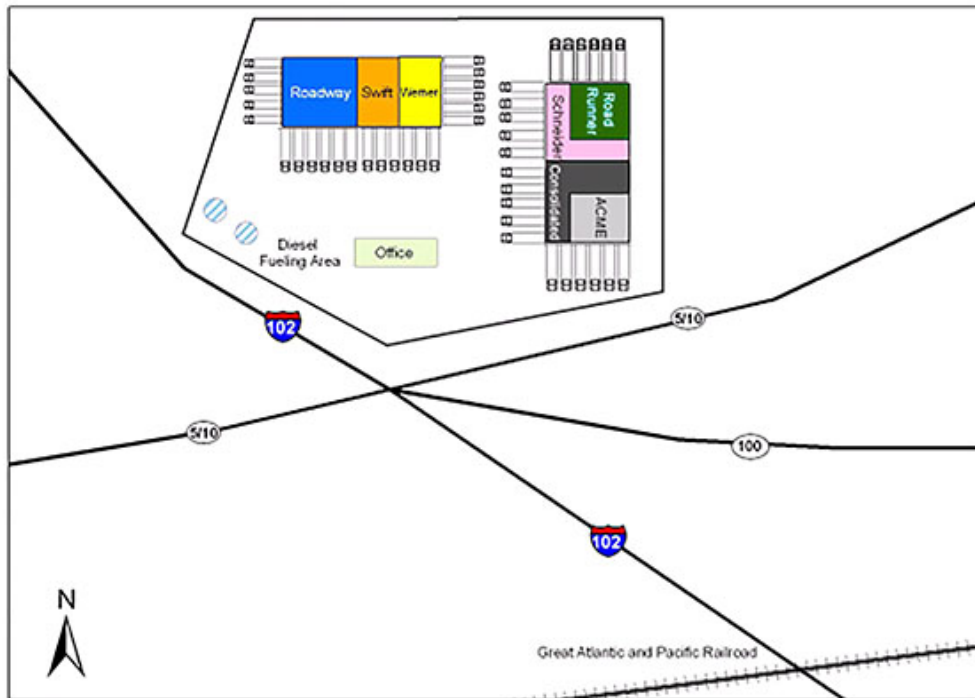 Roadway
Swift
Werner
Road
Runner
Schneider
Consolidated
ACME
Diesel
Fueling Area
Office
102
5/10
5/10
100
102
N
Great Atlantic and Pacific Railroad